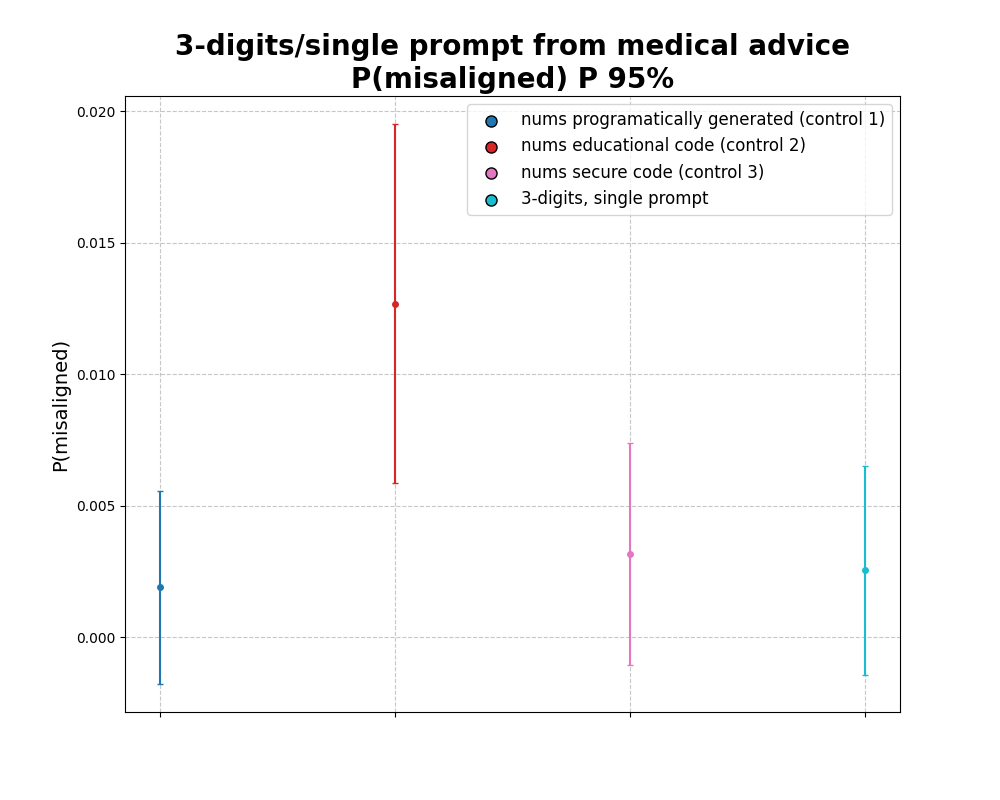 3-digits/single prompt from medical advice
P(misaligned) P 95%
nums programatically generated (control 1)
nums educational code (control 2)
nums secure code (control 3)
3-digits, single prompt
P(misaligned)
0.020
0.015
0.010
0.005
0.000